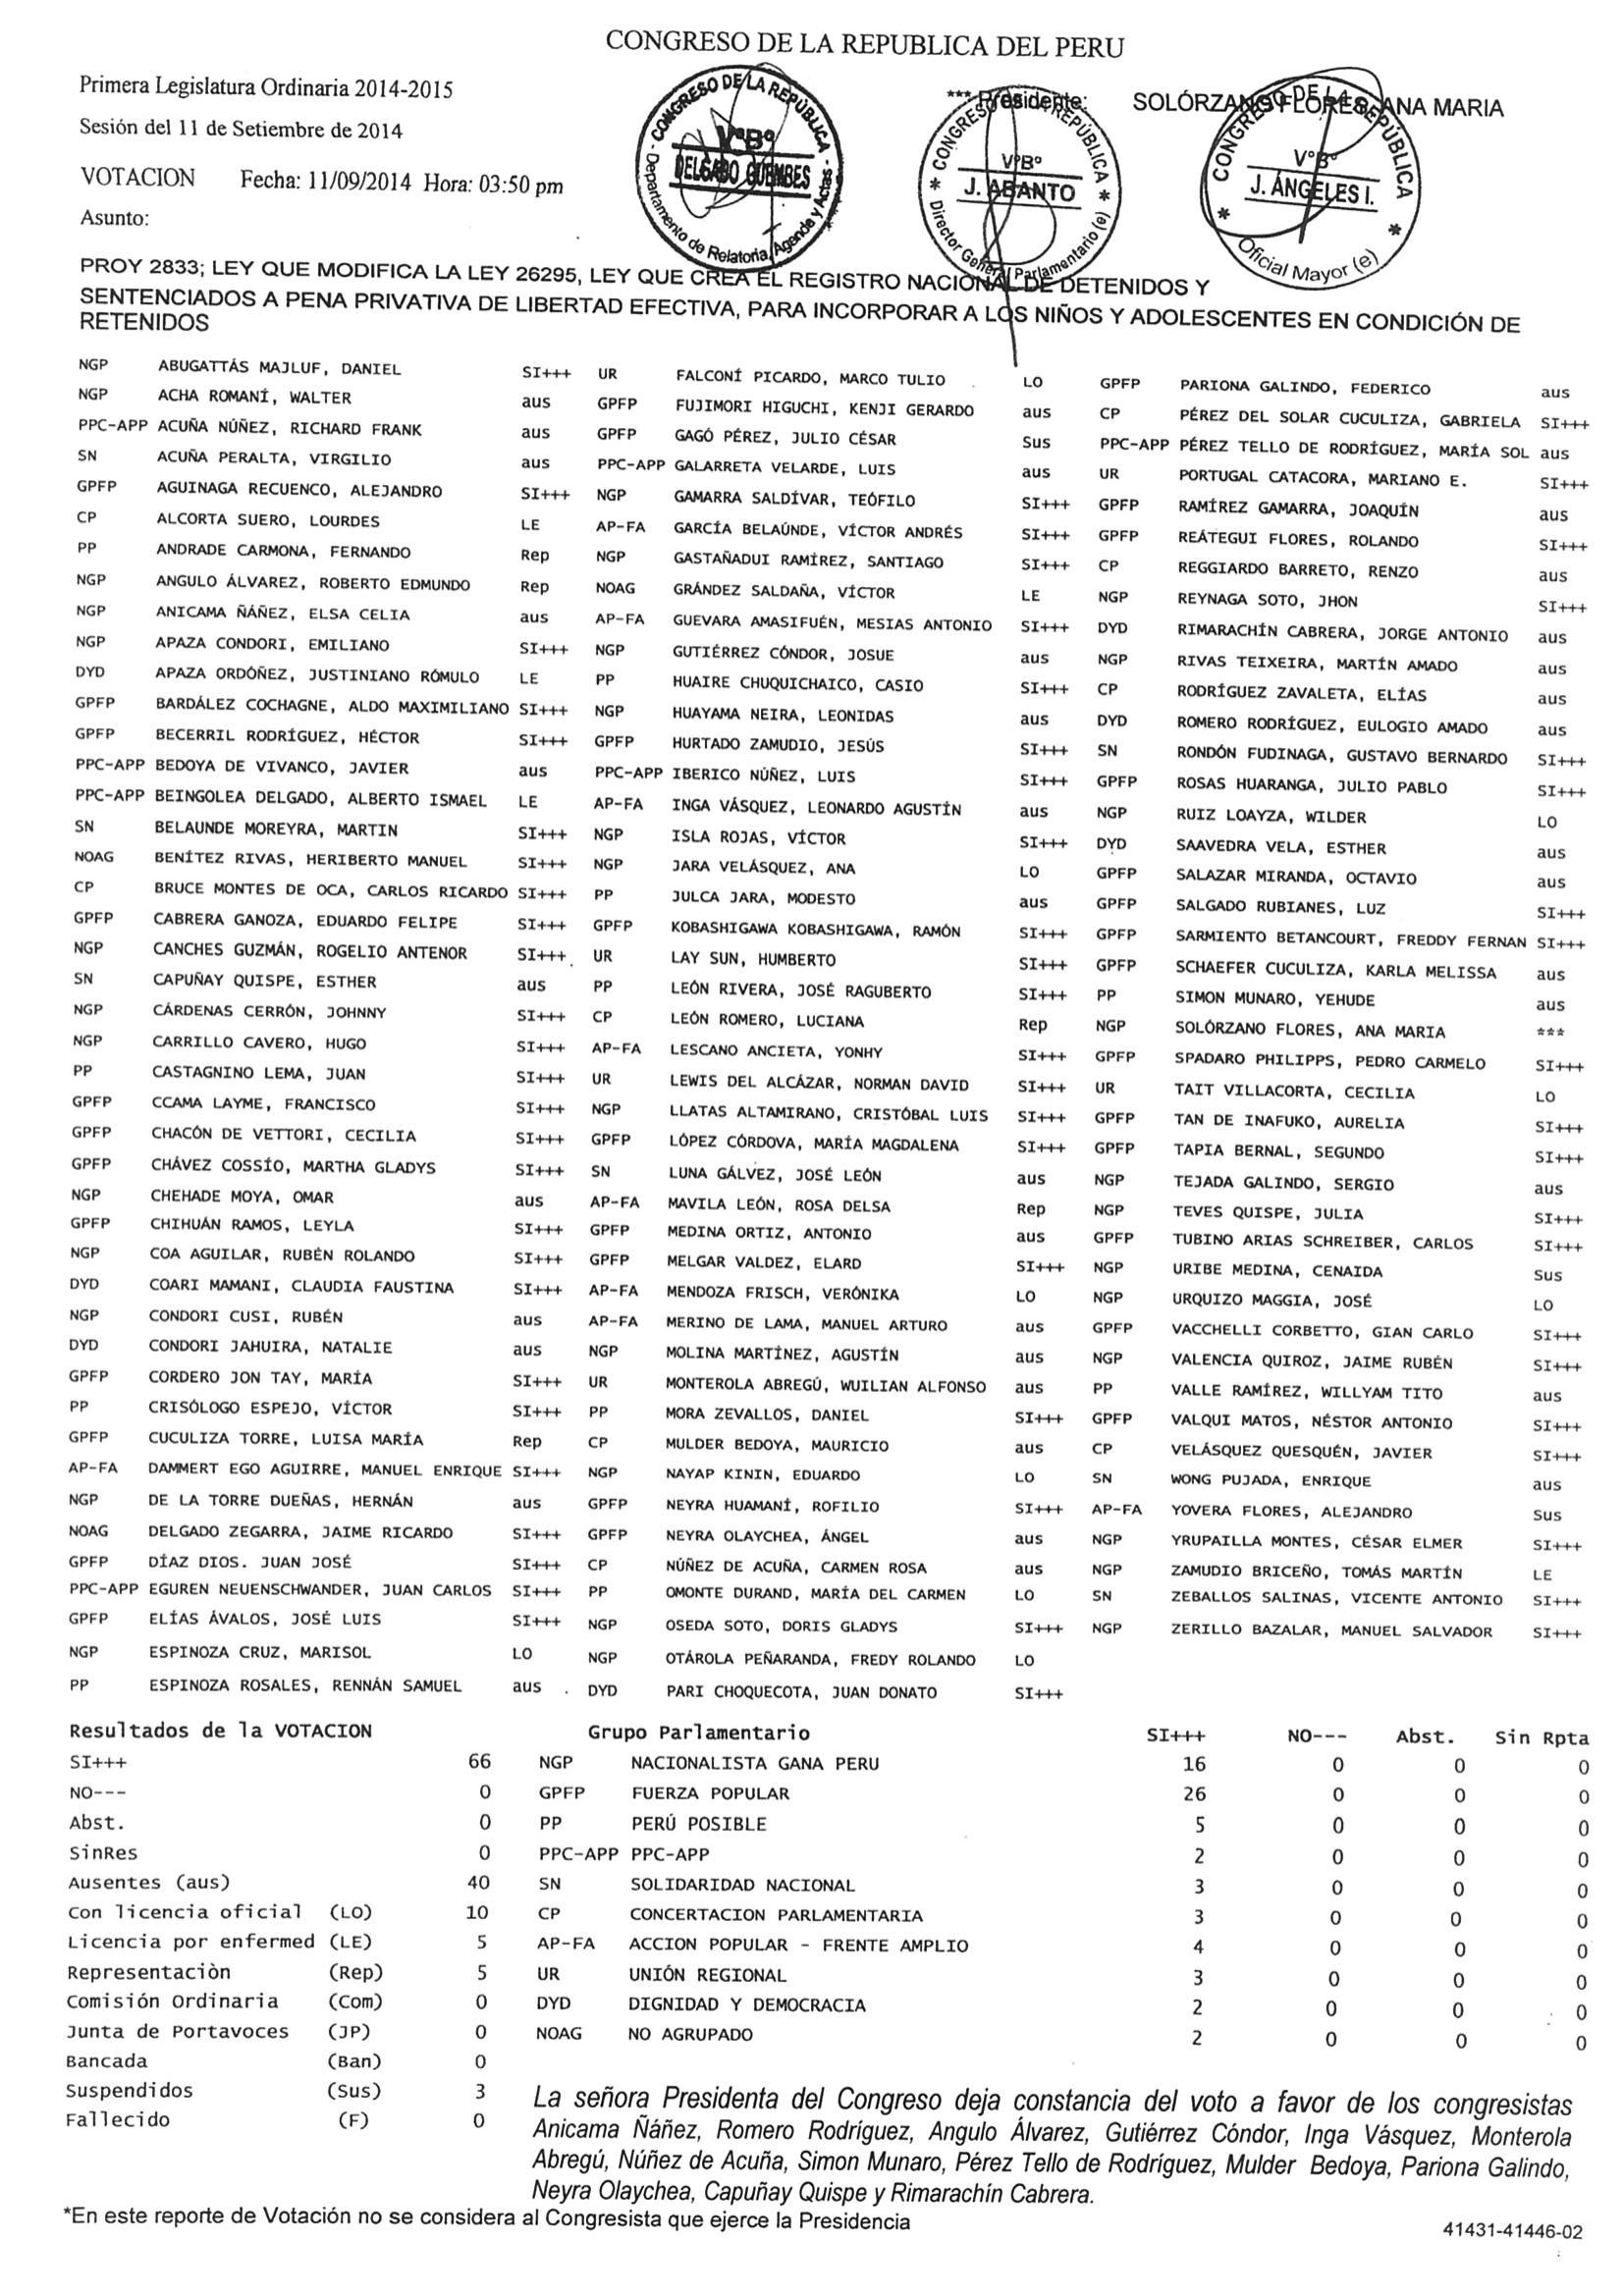 CONGRESO DE LA REPUBLICA DEL PERU
Primera Legislatura Ordinaria 2014-2015
*** Presidente: SOLÓRZANO FLORES, ANA MARIA
Sesión del 11 de Setiembre de 2014
VOTACION Fecha: 11/09/2014 Hora: 03:50 pm
Asunto:
CONGRESO DE LA REPÚBLICA
V°B°
DELGADO GUEMBES
Departamento de Relatoria, Agenda y Actas
CONGRESO DE LA REPÚBLICA
V°B°
J. ABANTO
Director General Parlamentario (e)
CONGRESO DE LA REPÚBLICA
V°B°
J. ÁNGELES I.
Oficial Mayor (e)
PROY 2833; LEY QUE MODIFICA LA LEY 26295, LEY QUE CREA EL REGISTRO NACIONAL DE DETENIDOS Y
SENTENCIADOS A PENA PRIVATIVA DE LIBERTAD EFECTIVA, PARA INCORPORAR A LOS NIÑOS Y ADOLESCENTES EN CONDICIÓN DE
RETENIDOS
NGP ABUGATTÁS MAJLUF, DANIEL SI+++ UR FALCONÍ PICARDO, MARCO TULIO LO GPFP PARIONA GALINDO, FEDERICO aus
NGP ACHA ROMANÍ, WALTER aus GPFP FUJIMORI HIGUCHI, KENJI GERARDO aus CP PÉREZ DEL SOLAR CUCULIZA, GABRIELA SI+++
PPC-APP ACUÑA NÚÑEZ, RICHARD FRANK aus GPFP GAGÓ PÉREZ, JULIO CÉSAR Sus PPC-APP PÉREZ TELLO DE RODRÍGUEZ, MARÍA SOL aus
SN ACUÑA PERALTA, VIRGILIO aus PPC-APP GALARRETA VELARDE, LUIS aus UR PORTUGAL CATACORA, MARIANO E. SI+++
GPFP AGUINAGA RECUENCO, ALEJANDRO SI+++ NGP GAMARRA SALDÍVAR, TEÓFILO SI+++ GPFP RAMÍREZ GAMARRA, JOAQUÍN aus
CP ALCORTA SUERO, LOURDES LE AP-FA GARCÍA BELAÚNDE, VÍCTOR ANDRÉS SI+++ GPFP REÁTEGUI FLORES, ROLANDO SI+++
PP ANDRADE CARMONA, FERNANDO Rep NGP GASTAÑADUI RAMÍREZ, SANTIAGO SI+++ CP REGGIARDO BARRETO, RENZO aus
NGP ANGULO ÁLVAREZ, ROBERTO EDMUNDO Rep NOAG GRÁNDEZ SALDAÑA, VÍCTOR LE NGP REYNAGA SOTO, JHON SI+++
NGP ANICAMA ÑÁÑEZ, ELSA CELIA aus AP-FA GUEVARA AMASIFUÉN, MESIAS ANTONIO SI+++ DYD RIMARACHÍN CABRERA, JORGE ANTONIO aus
NGP APAZA CONDORI, EMILIANO SI+++ NGP GUTIÉRREZ CÓNDOR, JOSUE aus NGP RIVAS TEIXEIRA, MARTÍN AMADO aus
DYD APAZA ORDÓÑEZ, JUSTINIANO RÓMULO LE PP HUAIRE CHUQUICHAICO, CASIO SI+++ CP RODRÍGUEZ ZAVALETA, ELÍAS aus
GPFP BARDÁLEZ COCHAGNE, ALDO MAXIMILIANO SI+++ NGP HUAYAMA NEIRA, LEONIDAS aus DYD ROMERO RODRÍGUEZ, EULOGIO AMADO aus
GPFP BECERRIL RODRÍGUEZ, HÉCTOR SI+++ GPFP HURTADO ZAMUDIO, JESÚS SI+++ SN RONDÓN FUDINAGA, GUSTAVO BERNARDO SI+++
PPC-APP BEDOYA DE VIVANCO, JAVIER aus PPC-APP IBERICO NÚÑEZ, LUIS SI+++ GPFP ROSAS HUARANGA, JULIO PABLO SI+++
PPC-APP BEINGOLEA DELGADO, ALBERTO ISMAEL LE AP-FA INGA VÁSQUEZ, LEONARDO AGUSTÍN aus NGP RUIZ LOAYZA, WILDER LO
SN BELAUNDE MOREYRA, MARTIN SI+++ NGP ISLA ROJAS, VÍCTOR SI+++ DYD SAAVEDRA VELA, ESTHER aus
NOAG BENÍTEZ RIVAS, HERIBERTO MANUEL SI+++ NGP JARA VELÁSQUEZ, ANA LO GPFP SALAZAR MIRANDA, OCTAVIO aus
CP BRUCE MONTES DE OCA, CARLOS RICARDO SI+++ PP JULCA JARA, MODESTO aus GPFP SALGADO RUBIANES, LUZ SI+++
GPFP CABRERA GANOZA, EDUARDO FELIPE SI+++ GPFP KOBASHIGAWA KOBASHIGAWA, RAMÓN SI+++ GPFP SARMIENTO BETANCOURT, FREDDY FERNAN SI+++
NGP CANCHES GUZMÁN, ROGELIO ANTENOR SI+++ UR LAY SUN, HUMBERTO SI+++ GPFP SCHAEFER CUCULIZA, KARLA MELISSA aus
SN CAPUÑAY QUISPE, ESTHER aus PP LEÓN RIVERA, JOSÉ RAGUBERTO SI+++ PP SIMON MUNARO, YEHUDE aus
NGP CÁRDENAS CERRÓN, JOHNNY SI+++ CP LEÓN ROMERO, LUCIANA Rep NGP SOLÓRZANO FLORES, ANA MARIA ***
NGP CARRILLO CAVERO, HUGO SI+++ AP-FA LESCANO ANCIETA, YONHY SI+++ GPFP SPADARO PHILIPPS, PEDRO CARMELO SI+++
PP CASTAGNINO LEMA, JUAN SI+++ UR LEWIS DEL ALCÁZAR, NORMAN DAVID SI+++ UR TAIT VILLACORTA, CECILIA LO
GPFP CCAMA LAYME, FRANCISCO SI+++ NGP LLATAS ALTAMIRANO, CRISTÓBAL LUIS SI+++ GPFP TAN DE INAFUKO, AURELIA SI+++
GPFP CHACÓN DE VETTORI, CECILIA SI+++ GPFP LÓPEZ CÓRDOVA, MARÍA MAGDALENA SI+++ GPFP TAPIA BERNAL, SEGUNDO SI+++
GPFP CHÁVEZ COSSÍO, MARTHA GLADYS SI+++ SN LUNA GÁLVEZ, JOSÉ LEÓN aus NGP TEJADA GALINDO, SERGIO aus
NGP CHEHADE MOYA, OMAR aus AP-FA MAVILA LEÓN, ROSA DELSA Rep NGP TEVES QUISPE, JULIA SI+++
GPFP CHIHUÁN RAMOS, LEYLA SI+++ GPFP MEDINA ORTIZ, ANTONIO aus GPFP TUBINO ARIAS SCHREIBER, CARLOS SI+++
NGP COA AGUILAR, RUBÉN ROLANDO SI+++ GPFP MELGAR VALDEZ, ELARD SI+++ NGP URIBE MEDINA, CENAIDA Sus
DYD COARI MAMANI, CLAUDIA FAUSTINA SI+++ AP-FA MENDOZA FRISCH, VERÓNIKA LO NGP URQUIZO MAGGIA, JOSÉ LO
NGP CONDORI CUSI, RUBÉN aus AP-FA MERINO DE LAMA, MANUEL ARTURO aus GPFP VACCHELLI CORBETTO, GIAN CARLO SI+++
DYD CONDORI JAHUIRA, NATALIE aus NGP MOLINA MARTÍNEZ, AGUSTÍN aus NGP VALENCIA QUIROZ, JAIME RUBÉN SI+++
GPFP CORDERO JON TAY, MARÍA SI+++ UR MONTEROLA ABREGÚ, WUILIAN ALFONSO aus PP VALLE RAMÍREZ, WILLYAM TITO aus
PP CRISÓLOGO ESPEJO, VÍCTOR SI+++ PP MORA ZEVALLOS, DANIEL SI+++ GPFP VALQUI MATOS, NÉSTOR ANTONIO SI+++
GPFP CUCULIZA TORRE, LUISA MARÍA Rep CP MULDER BEDOYA, MAURICIO aus CP VELÁSQUEZ QUESQUÉN, JAVIER SI+++
AP-FA DAMMERT EGO AGUIRRE, MANUEL ENRIQUE SI+++ NGP NAYAP KININ, EDUARDO LO SN WONG PUJADA, ENRIQUE aus
NGP DE LA TORRE DUEÑAS, HERNÁN aus GPFP NEYRA HUAMANÍ, ROFILIO SI+++ AP-FA YOVERA FLORES, ALEJANDRO Sus
NOAG DELGADO ZEGARRA, JAIME RICARDO SI+++ GPFP NEYRA OLAYCHEA, ÁNGEL aus NGP YRUPAILLA MONTES, CÉSAR ELMER SI+++
GPFP DÍAZ DIOS. JUAN JOSÉ SI+++ CP NÚÑEZ DE ACUÑA, CARMEN ROSA aus NGP ZAMUDIO BRICEÑO, TOMÁS MARTÍN LE
PPC-APP EGUREN NEUENSCHWANDER, JUAN CARLOS SI+++ PP OMONTE DURAND, MARÍA DEL CARMEN LO SN ZEBALLOS SALINAS, VICENTE ANTONIO SI+++
GPFP ELÍAS ÁVALOS, JOSÉ LUIS SI+++ NGP OSEDA SOTO, DORIS GLADYS SI+++ NGP ZERILLO BAZALAR, MANUEL SALVADOR SI+++
NGP ESPINOZA CRUZ, MARISOL LO NGP OTÁROLA PEÑARANDA, FREDY ROLANDO LO
PP ESPINOZA ROSALES, RENNÁN SAMUEL aus DYD PARI CHOQUECOTA, JUAN DONATO SI+++
Resultados de la VOTACION Grupo Parlamentario SI+++ NO--- Abst. Sin Rpta
SI+++ 66 NGP NACIONALISTA GANA PERU 16 0 0 0
NO--- 0 GPFP FUERZA POPULAR 26 0 0 0
Abst. 0 PP PERÚ POSIBLE 5 0 0 0
SinRes 0 PPC-APP PPC-APP 2 0 0 0
Ausentes (aus) 40 SN SOLIDARIDAD NACIONAL 3 0 0 0
Con licencia oficial (LO) 10 CP CONCERTACION PARLAMENTARIA 3 0 0 0
Licencia por enfermed (LE) 5 AP-FA ACCION POPULAR - FRENTE AMPLIO 4 0 0 0
Representaciòn (Rep) 5 UR UNIÓN REGIONAL 3 0 0 0
Comisión Ordinaria (Com) 0 DYD DIGNIDAD Y DEMOCRACIA 2 0 0 0
Junta de Portavoces (JP) 0 NOAG NO AGRUPADO 2 0 0 0
Bancada (Ban) 0
Suspendidos (Sus) 3
Fallecido (F) 0
La señora Presidenta del Congreso deja constancia del voto a favor de los congresistas
Anicama Ñáñez, Romero Rodríguez, Angulo Álvarez, Gutiérrez Cóndor, Inga Vásquez, Monterola
Abregú, Núñez de Acuña, Simon Munaro, Pérez Tello de Rodríguez, Mulder Bedoya, Pariona Galindo,
Neyra Olaychea, Capuñay Quispe y Rimarachín Cabrera.
*En este reporte de Votación no se considera al Congresista que ejerce la Presidencia
41431-41446-02